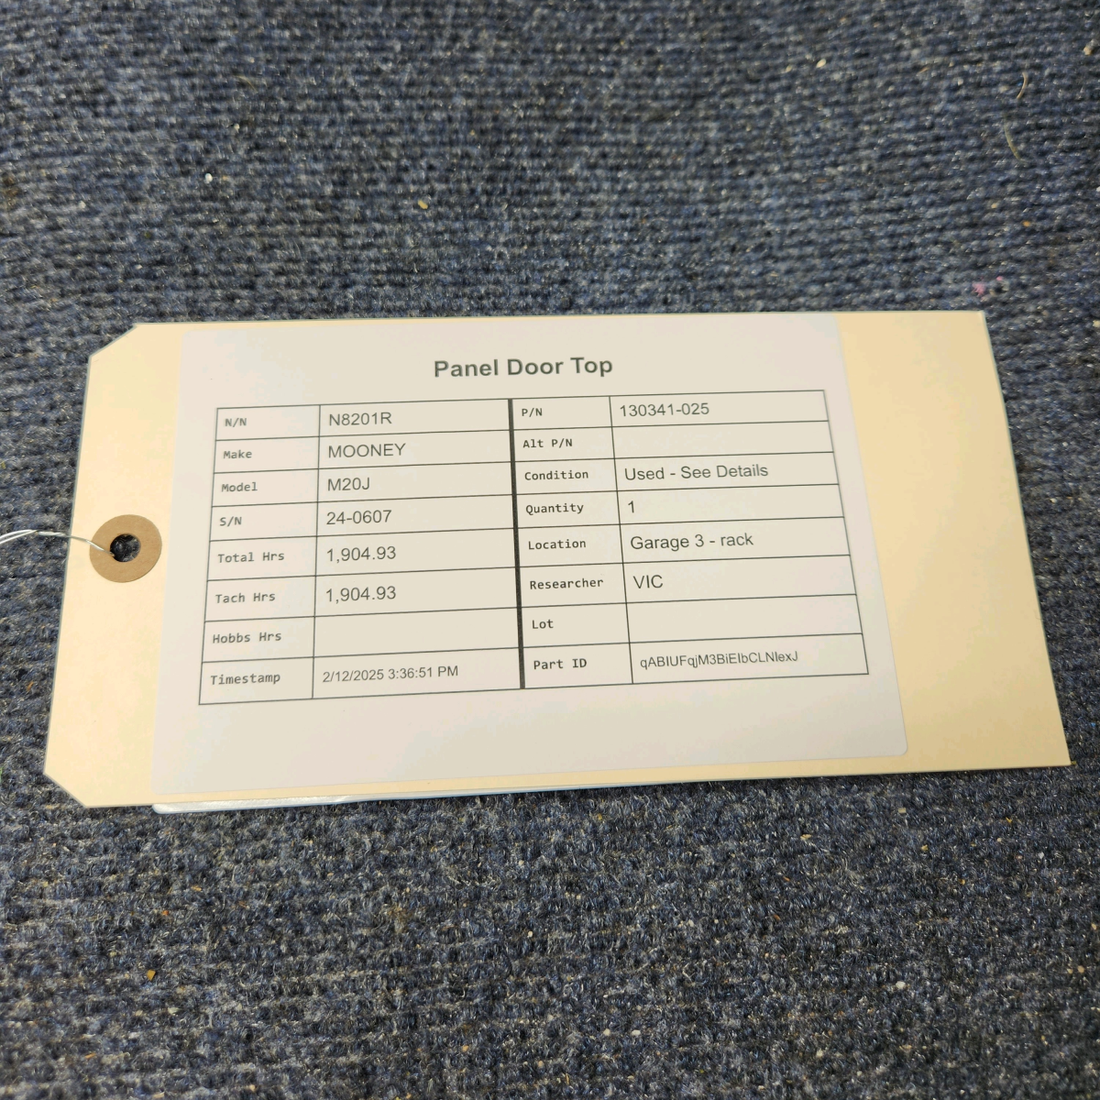 Panel Door Top
N/N N8201R P/N 130341-025
Make MOONEY Alt P/N
Model M20J Condition Used - See Details
S/N 24-0607 Quantity 1
Total Hrs 1,904.93 Location Garage 3 - rack
Tach Hrs 1,904.93 Researcher VIC
Hobbs Hrs Lot
Timestamp 2/12/2025 3:36:51 PM Part ID qABIUFqjM3BiEIbCLNlexJ